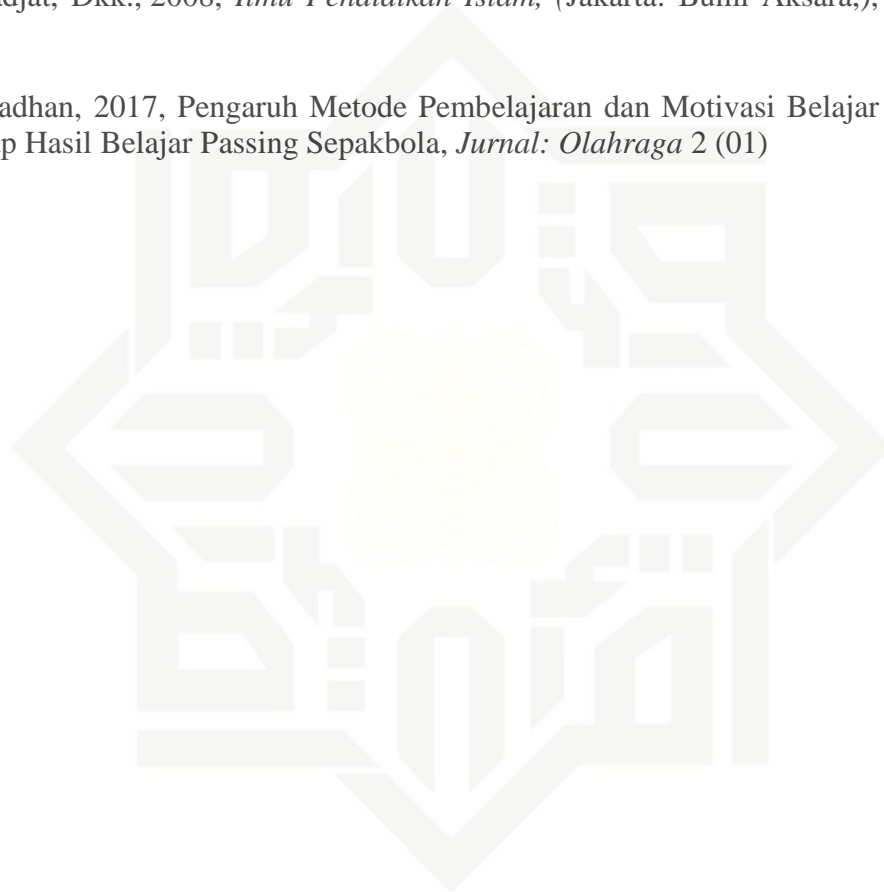 adjat, Dkk., 2008, Ilmu Pendidikan Islam, (Jakarta: Bumi Aksara,),
adhan, 2017, Pengaruh Metode Pembelajaran dan Motivasi Belajar
p Hasil Belajar Passing Sepakbola, Jurnal: Olahraga 2 (01)